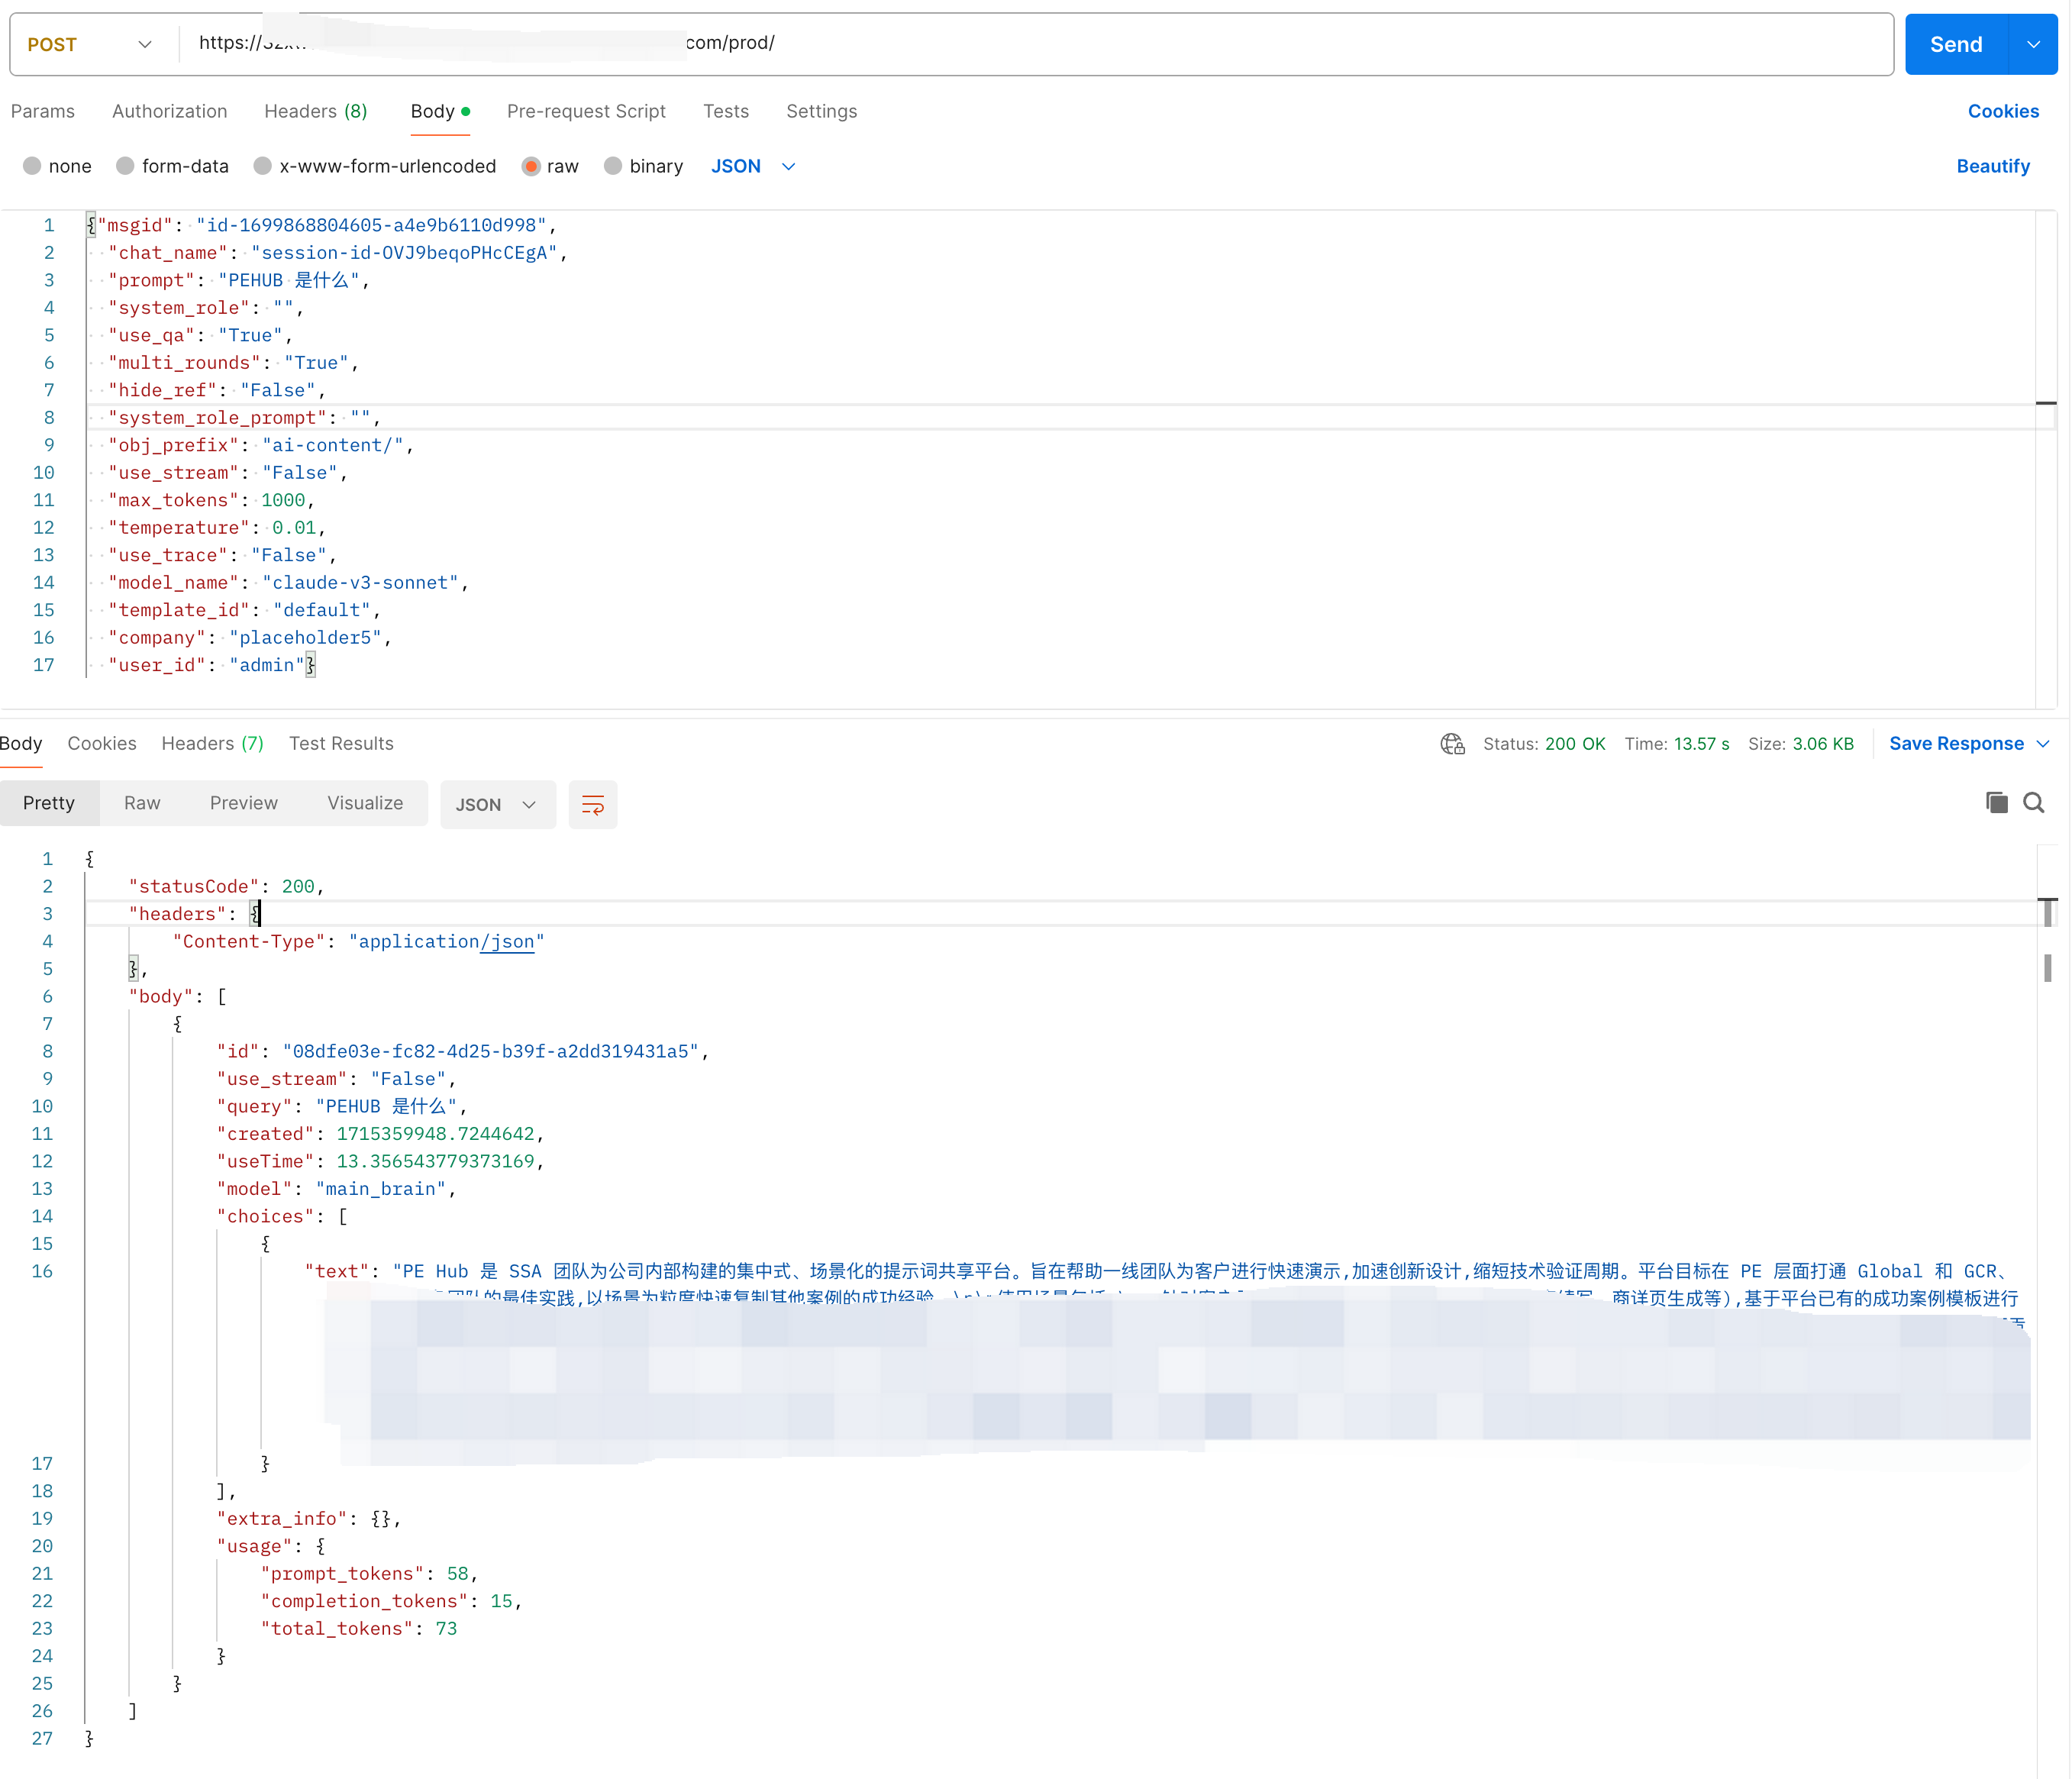 POST https:// com/prod/ Send
Params Authorization Headers (8) Body Pre-request Script Tests Settings Cookies
none form-data x-www-form-urlencoded raw binary JSON Beautify
1 {"msgid": "id-1699868804605-a4e9b6110d998",
2 "chat_name": "session-id-OVJ9beqoPHcCEgA",
3 "prompt": "PEHUB 是什么",
4 "system_role": "",
5 "use_qa": "True",
6 "multi_rounds": "True",
7 "hide_ref": "False",
8 "system_role_prompt": "",
9 "obj_prefix": "ai-content/",
10 "use_stream": "False",
11 "max_tokens": 1000,
12 "temperature": 0.01,
13 "use_trace": "False",
14 "model_name": "claude-v3-sonnet",
15 "template_id": "default",
16 "company": "placeholder5",
17 "user_id": "admin"}
Body Cookies Headers (7) Test Results Status: 200 OK Time: 13.57 s Size: 3.06 KB Save Response
Pretty Raw Preview Visualize JSON
1 {
2 "statusCode": 200,
3 "headers": {
4 "Content-Type": "application/json"
5 },
6 "body": [
7 {
8 "id": "08dfe03e-fc82-4d25-b39f-a2dd319431a5",
9 "use_stream": "False",
10 "query": "PEHUB 是什么",
11 "created": 1715359948.7244642,
12 "useTime": 13.356543779373169,
13 "model": "main_brain",
14 "choices": [
15 {
16 "text": "PE Hub 是 SSA 团队为公司内部构建的集中式、场景化的提示词共享平台。旨在帮助一线团队为客户进行快速演示,加速创新设计,缩短技术验证周期。平台目标在 PE 层面打通 Global 和 GCR、
团队的最佳实践,以场景为粒度快速复制其他案例的成功经验 商详页生成等),基于平台已有的成功案例模板进行
17 }
18 ],
19 "extra_info": {},
20 "usage": {
21 "prompt_tokens": 58,
22 "completion_tokens": 15,
23 "total_tokens": 73
24 }
25 }
26 ]
27 }